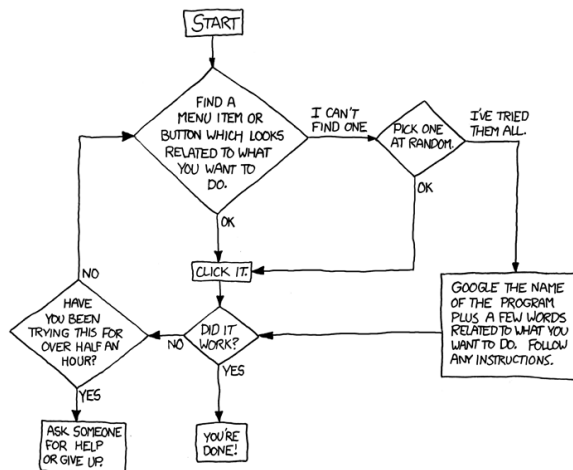 START
FIND A
MENU ITEM OR
BUTTON WHICH LOOKS
RELATED TO WHAT
YOU WANT TO
DO.
I CAN'T
FIND ONE
PICK ONE
AT RANDOM.
I'VE TRIED
THEM ALL.
OK
OK
CLICK IT.
GOOGLE THE NAME
OF THE PROGRAM
PLUS A FEW WORDS
RELATED TO WHAT YOU
WANT TO DO. FOLLOW
ANY INSTRUCTIONS.
DID IT
WORK?
NO
HAVE
YOU BEEN
TRYING THIS FOR
OVER HALF AN
HOUR?
NO
YES
YES
ASK SOMEONE
FOR HELP
OR GIVE UP.
YOU'RE
DONE!